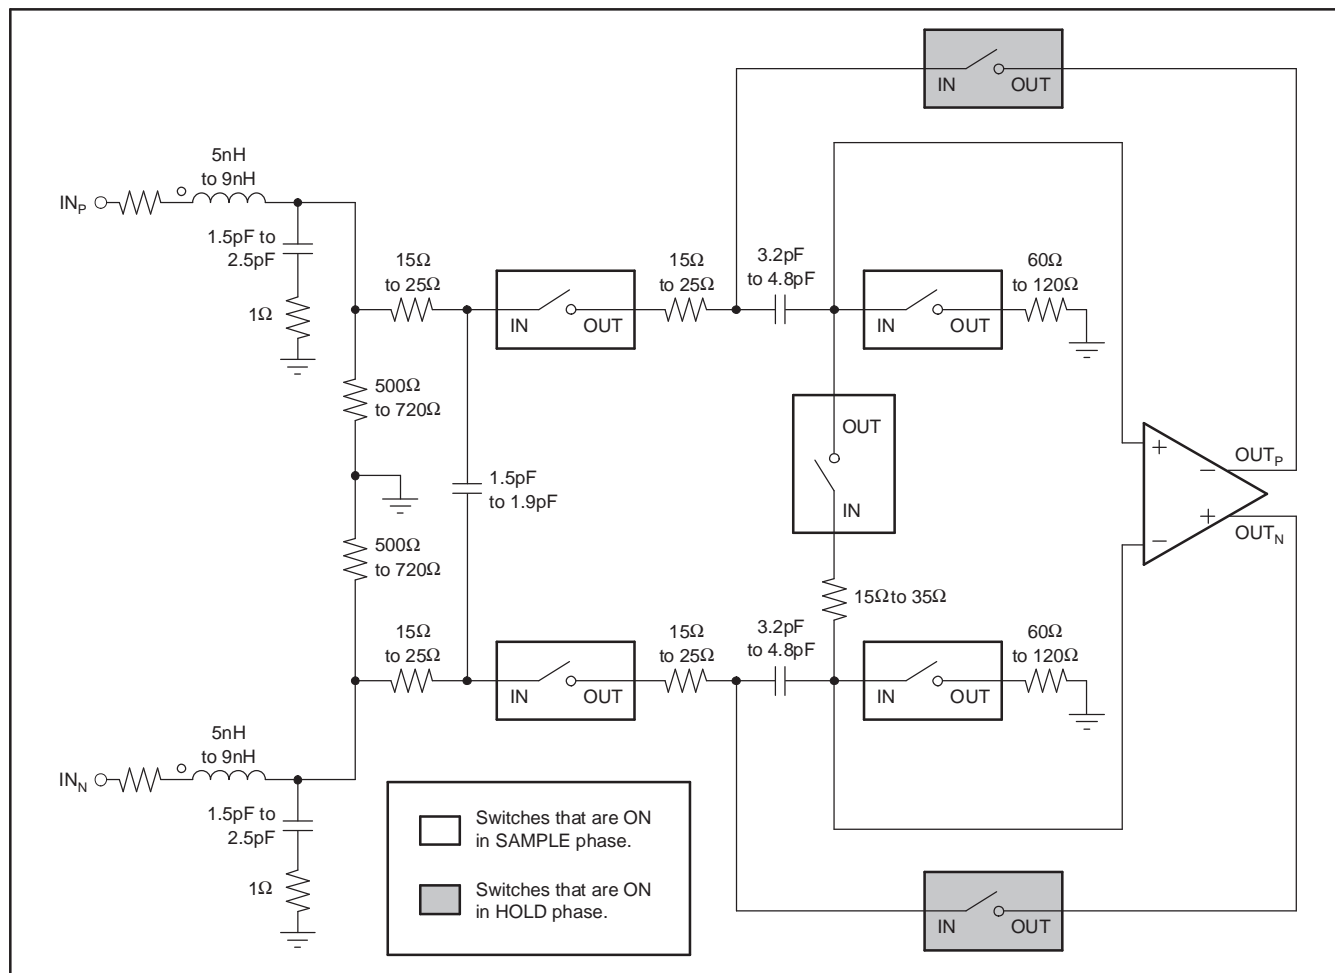 IN
OUT
5nH
to 9nH
INP
1.5pF to
2.5pF
1Ω
15Ω
to 25Ω
IN
OUT
15Ω
to 25Ω
3.2pF
to 4.8pF
IN
OUT
60Ω
to 120Ω
500Ω
to 720Ω
OUT
IN
1.5pF
to 1.9pF
+
−
−
+
OUTP
OUTN
500Ω
to 720Ω
15Ω to 35Ω
15Ω
to 25Ω
IN
OUT
15Ω
to 25Ω
3.2pF
to 4.8pF
IN
OUT
60Ω
to 120Ω
5nH
to 9nH
INN
1.5pF to
2.5pF
1Ω
Switches that are ON
in SAMPLE phase.
Switches that are ON
in HOLD phase.
IN
OUT